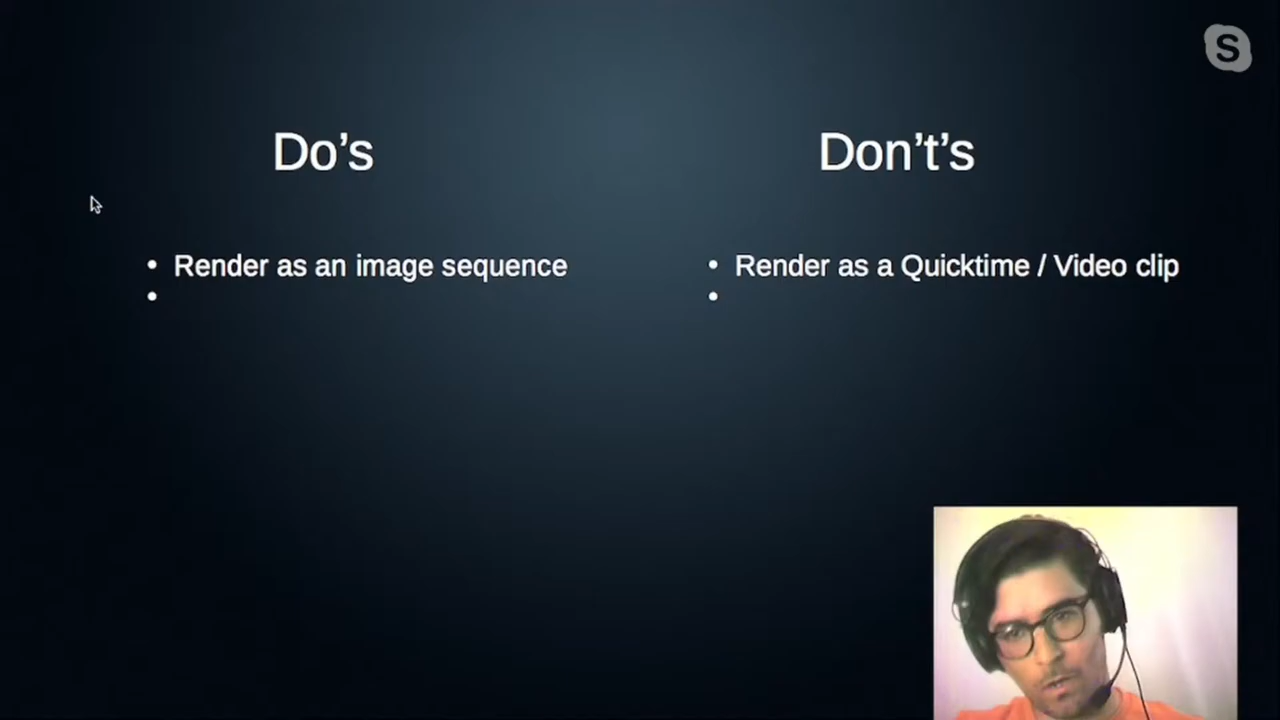 S
Do’s
Don’t’s
• Render as an image sequence
• Render as a Quicktime / Video clip
•
•